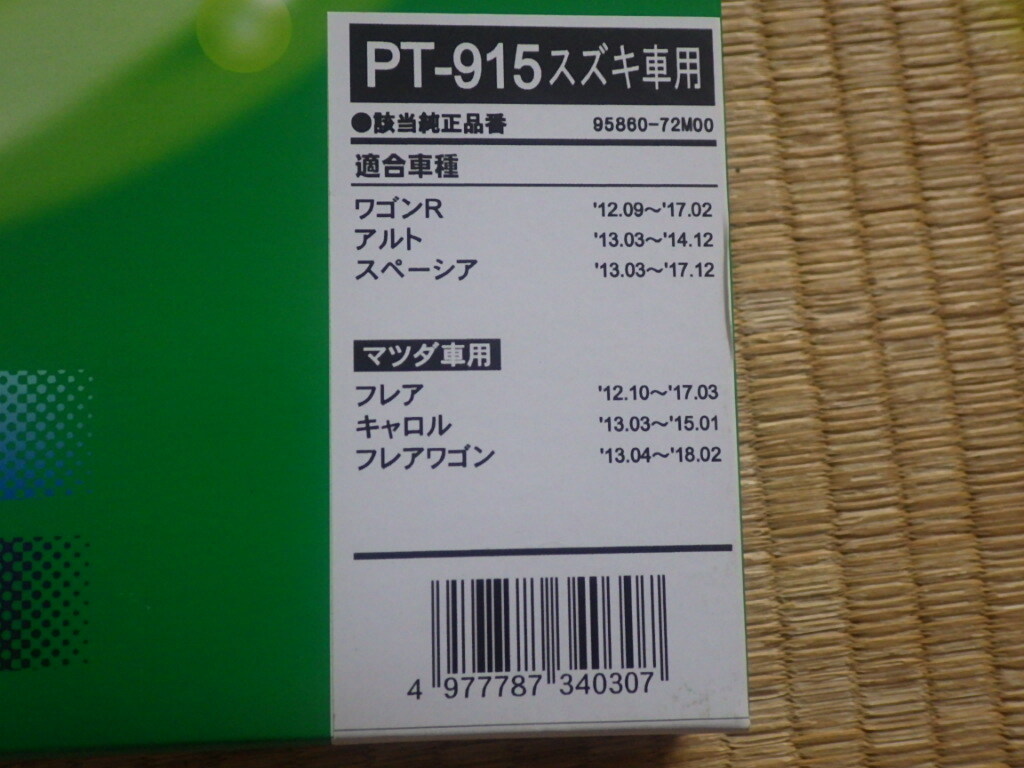 PT-915スズキ車用
●該当純正品番 95860-72M00
適合車種
ワゴンR '12.09〜'17.02
アルト '13.03〜'14.12
スペーシア '13.03〜'17.12
マツダ車用
フレア '12.10〜'17.03
キャロル '13.03〜'15.01
フレアワゴン '13.04〜'18.02
4 977787 340307